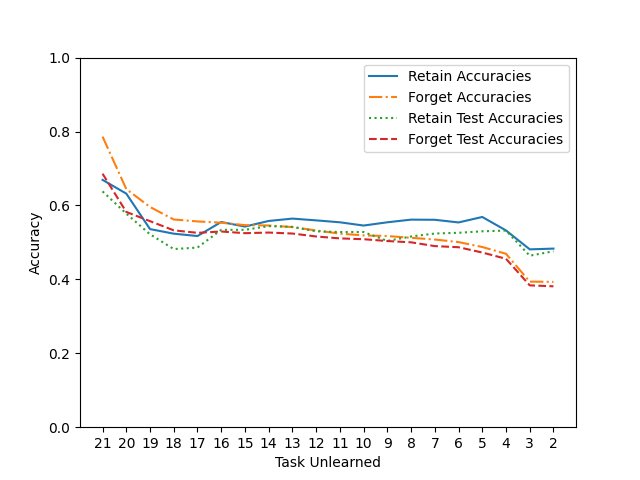 1.0
0.8
0.6
0.4
0.2
0.0
Accuracy
Retain Accuracies
Forget Accuracies
Retain Test Accuracies
Forget Test Accuracies
21 20 19 18 17 16 15 14 13 12 11 10 9 8 7 6 5 4 3 2
Task Unlearned